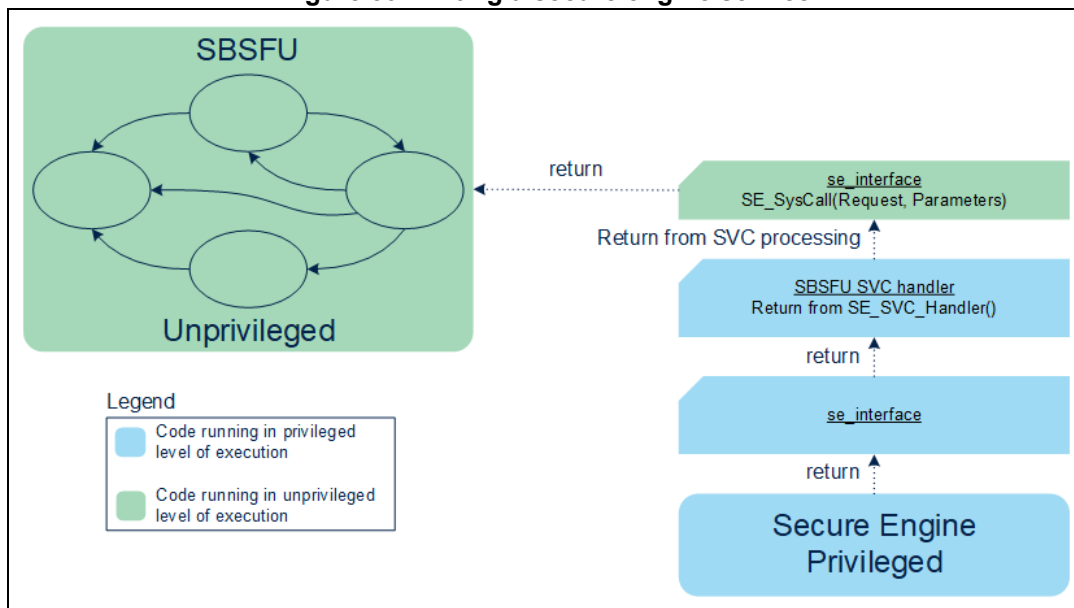 SBSFU
Unprivileged
return
se_interface
SE_SysCall(Request, Parameters)
Return from SVC processing
SBSFU SVC handler
Return from SE_SVC_Handler()
return
se_interface
return
Secure Engine
Privileged
Legend
Code running in privileged
level of execution
Code running in unprivileged
level of execution